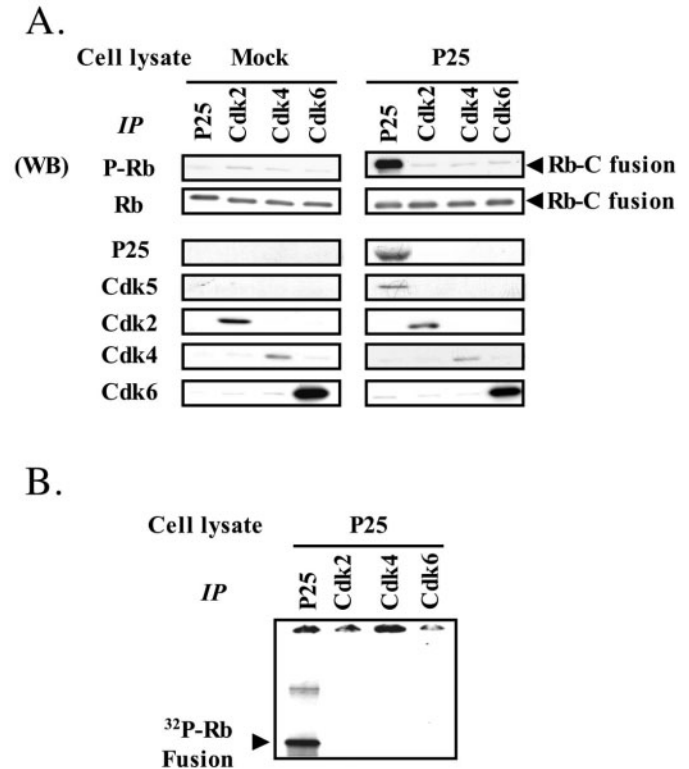 A.
Cell lysate Mock P25
IP P25 Cdk2 Cdk4 Cdk6 P25 Cdk2 Cdk4 Cdk6
(WB) P-Rb ◀Rb-C fusion
Rb ◀Rb-C fusion
P25
Cdk5
Cdk2
Cdk4
Cdk6
B.
Cell lysate P25
IP P25 Cdk2 Cdk4 Cdk6
³²P-Rb
Fusion ▶